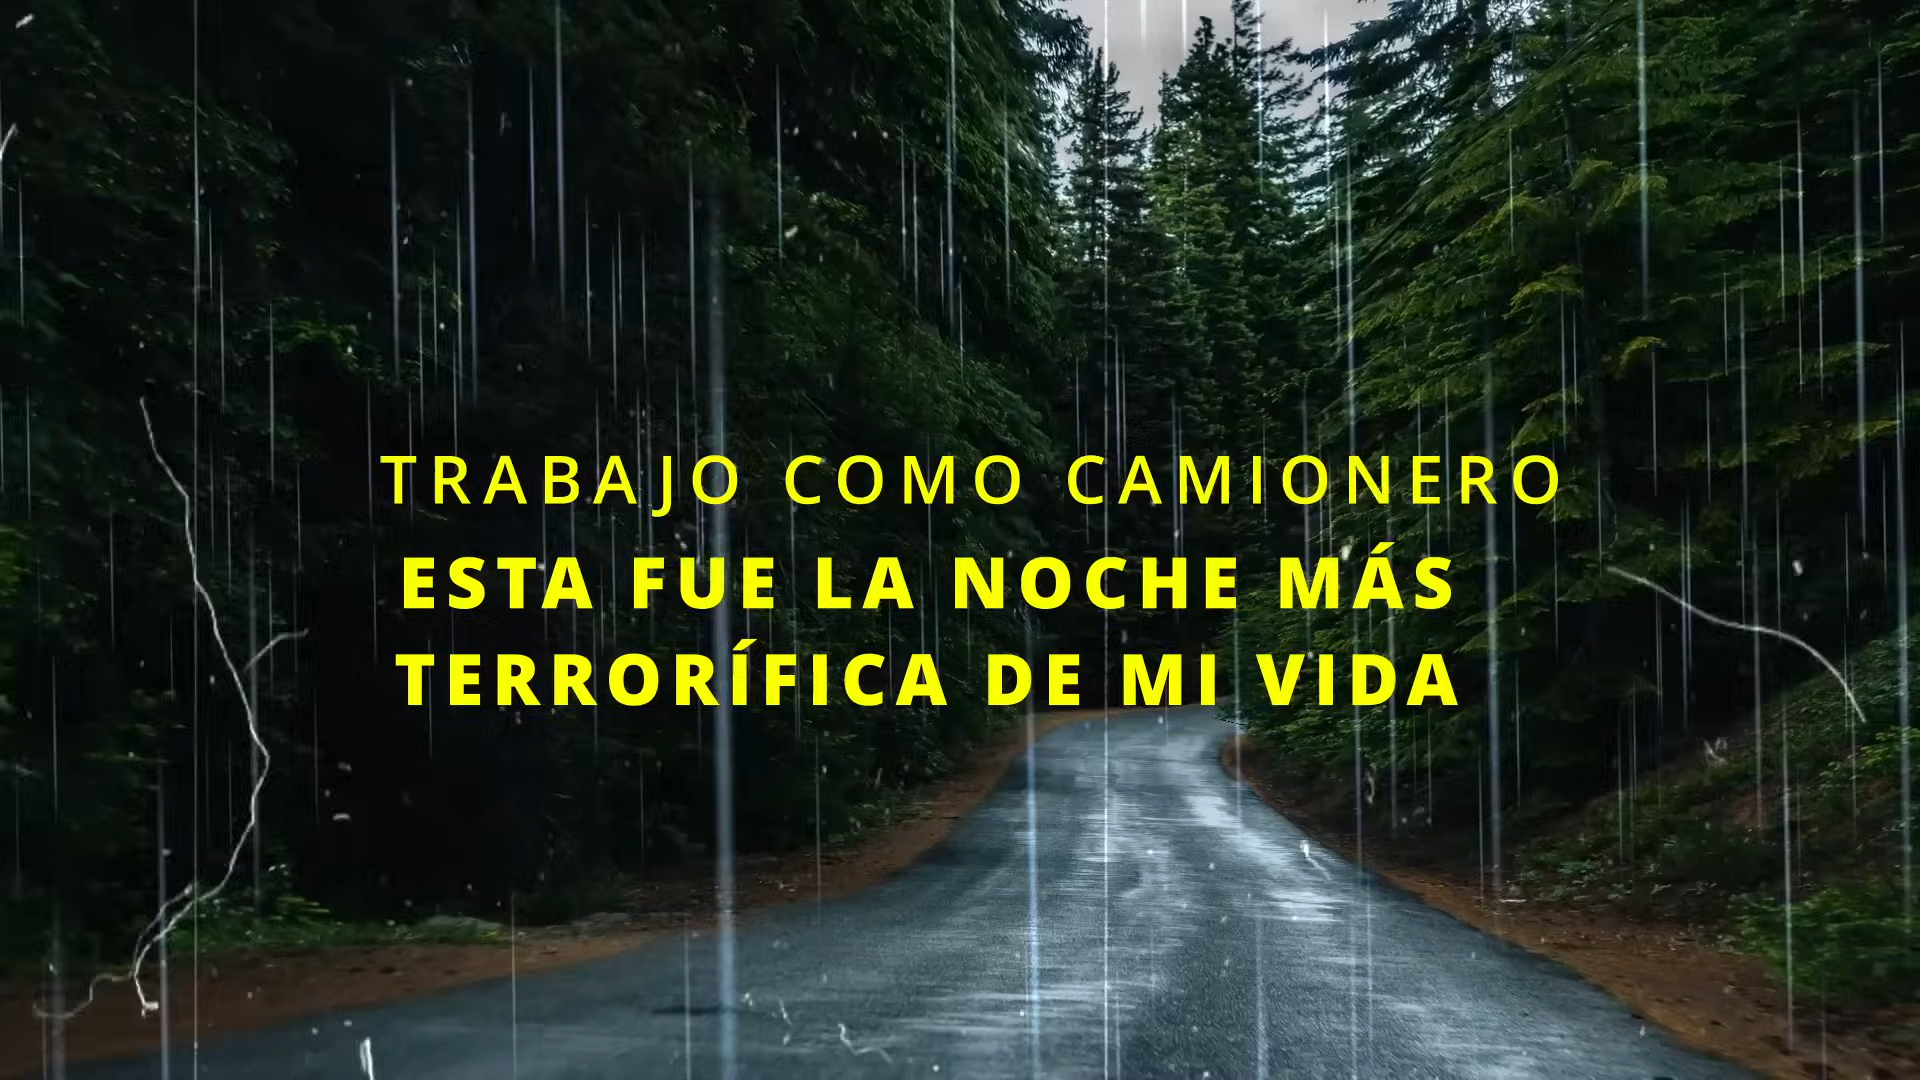 TRABAJO COMO CAMIONERO
ESTA FUE LA NOCHE MÁS
TERRORÍFICA DE MI VIDA